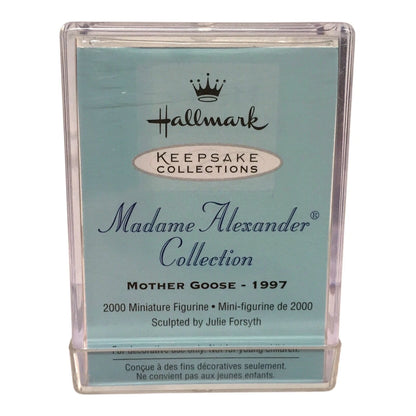 Hallmark
KEEPSAKE
COLLECTIONS
Madame Alexander®
Collection
MOTHER GOOSE - 1997
2000 Miniature Figurine • Mini-figurine de 2000
Sculpted by Julie Forsyth
For decorative use only. Not for young children.
Conçue à des fins décoratives seulement.
Ne convient pas aux jeunes enfants.